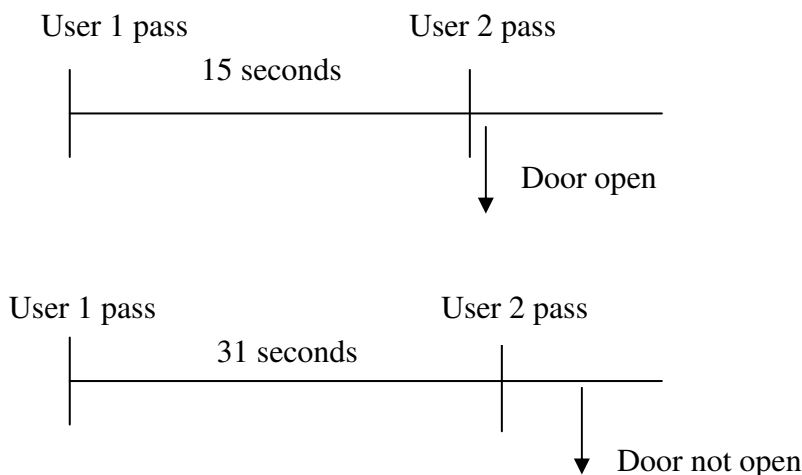 User 1 pass User 2 pass
15 seconds
Door open
User 1 pass User 2 pass
31 seconds
Door not open